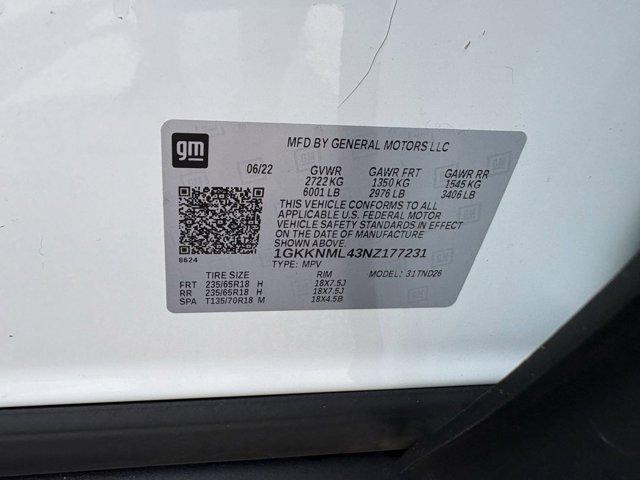 gm
MFD BY GENERAL MOTORS LLC
06/22 GVWR GAWR FRT GAWR RR
2722 KG 1350 KG 1545 KG
6001 LB 2976 LB 3406 LB
THIS VEHICLE CONFORMS TO ALL
APPLICABLE U.S. FEDERAL MOTOR
VEHICLE SAFETY STANDARDS IN EFFECT
ON THE DATE OF MANUFACTURE
SHOWN ABOVE.
1GKKNML43NZ177231
8624
TYPE: MPV MODEL: 31TND26
TIRE SIZE RIM
FRT 235/65R18 H 18X7.5J
RR 235/65R18 H 18X7.5J
SPA T135/70R18 M 18X4.5B